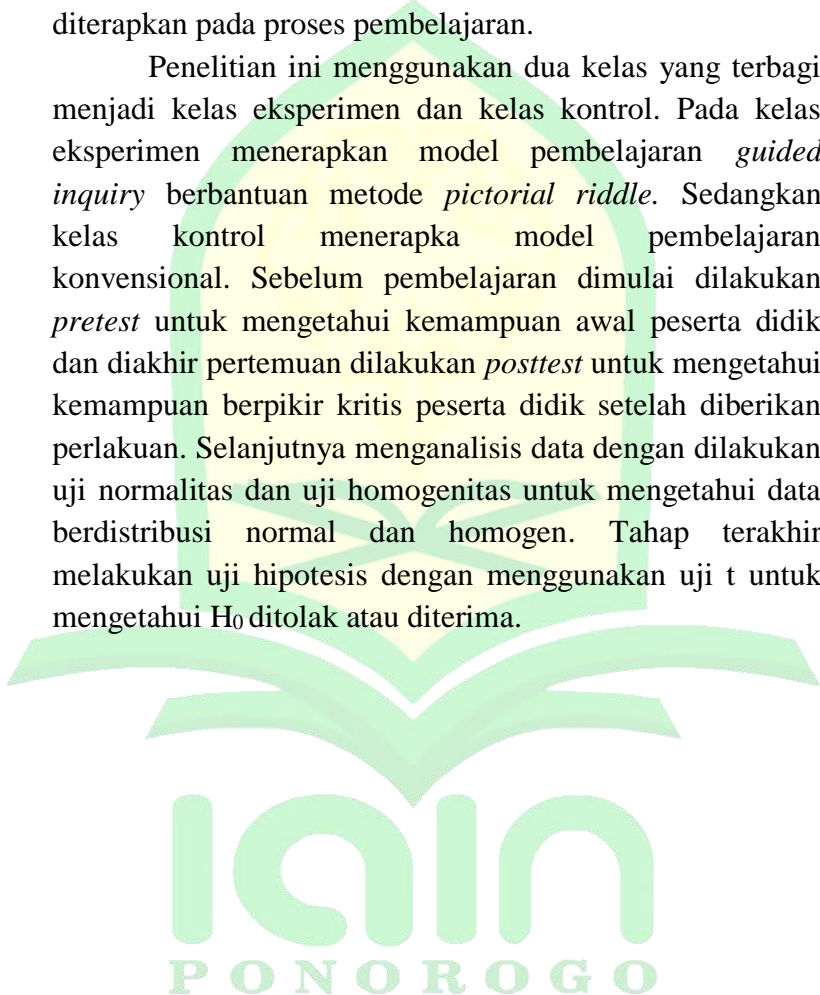 diterapkan pada proses pembelajaran.
Penelitian ini menggunakan dua kelas yang terbagi
menjadi kelas eksperimen dan kelas kontrol. Pada kelas
eksperimen menerapkan model pembelajaran guided
inquiry berbantuan metode pictorial riddle. Sedangkan
kelas kontrol menerapka model pembelajaran
konvensional. Sebelum pembelajaran dimulai dilakukan
pretest untuk mengetahui kemampuan awal peserta didik
dan diakhir pertemuan dilakukan posttest untuk mengetahui
kemampuan berpikir kritis peserta didik setelah diberikan
perlakuan. Selanjutnya menganalisis data dengan dilakukan
uji normalitas dan uji homogenitas untuk mengetahui data
berdistribusi normal dan homogen. Tahap terakhir
melakukan uji hipotesis dengan menggunakan uji t untuk
mengetahui H0 ditolak atau diterima.
IAIN
PONOROGO